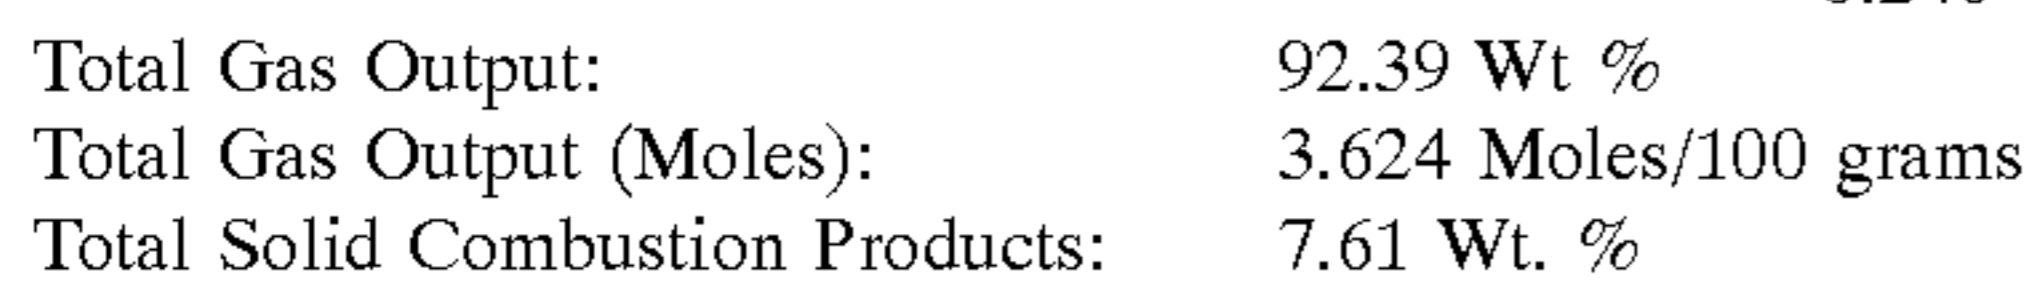 Total Gas Output: 92.39 Wt %
Total Gas Output (Moles): 3.624 Moles/100 grams
Total Solid Combustion Products: 7.61 Wt. %